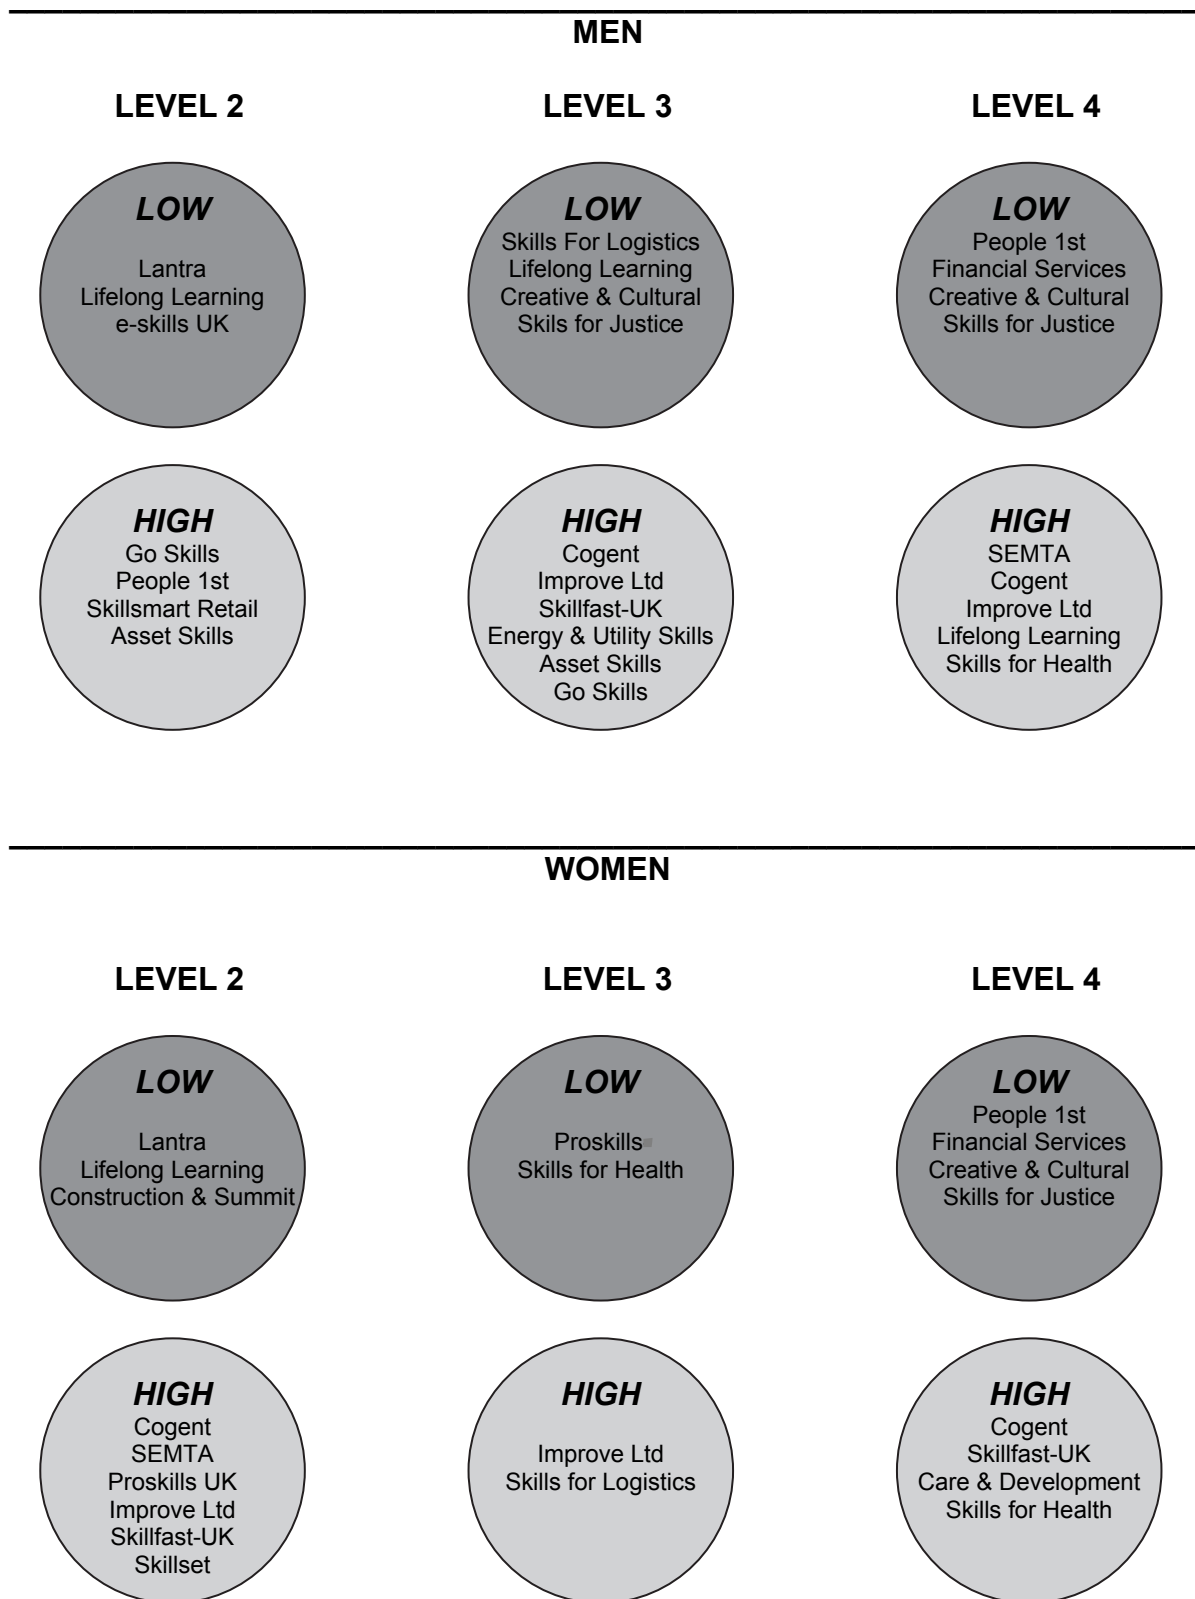 MEN
LEVEL 2 LEVEL 3 LEVEL 4
LOW
Lantra
Lifelong Learning
e-skills UK
LOW
Skills For Logistics
Lifelong Learning
Creative & Cultural
Skils for Justice
LOW
People 1st
Financial Services
Creative & Cultural
Skills for Justice
HIGH
Go Skills
People 1st
Skillsmart Retail
Asset Skills
HIGH
Cogent
Improve Ltd
Skillfast-UK
Energy & Utility Skills
Asset Skills
Go Skills
HIGH
SEMTA
Cogent
Improve Ltd
Lifelong Learning
Skills for Health
WOMEN
LEVEL 2 LEVEL 3 LEVEL 4
LOW
Lantra
Lifelong Learning
Construction & Summit
LOW
Proskills
Skills for Health
LOW
People 1st
Financial Services
Creative & Cultural
Skills for Justice
HIGH
Cogent
SEMTA
Proskills UK
Improve Ltd
Skillfast-UK
Skillset
HIGH
Improve Ltd
Skills for Logistics
HIGH
Cogent
Skillfast-UK
Care & Development
Skills for Health